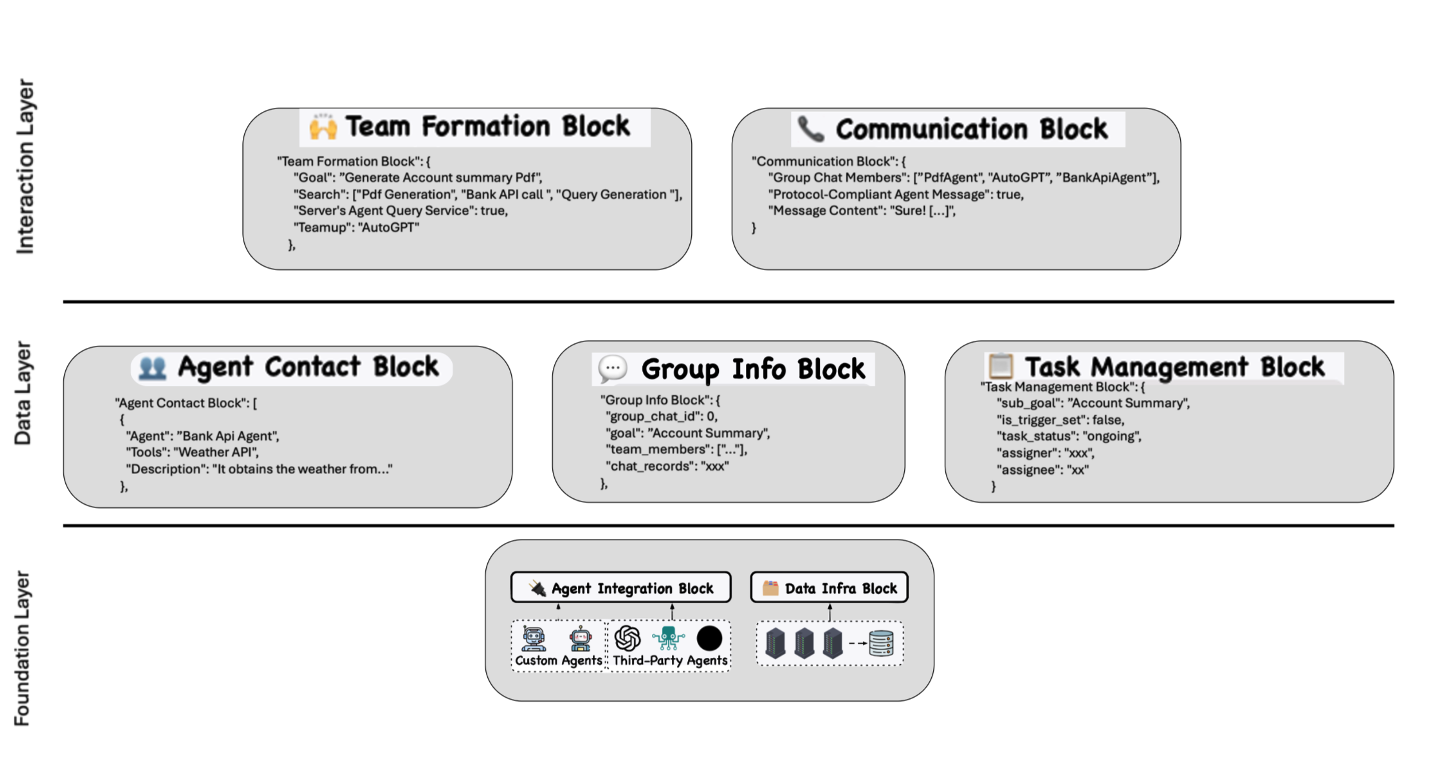 Interaction Layer
Team Formation Block
"Team Formation Block": {
"Goal": ”Generate Account summary Pdf",
"Search": ["Pdf Generation", "Bank API call ", "Query Generation "],
"Server's Agent Query Service": true,
"Teamup": "AutoGPT"
},
Communication Block
"Communication Block": {
"Group Chat Members": [”PdfAgent", "AutoGPT”, ”BankApiAgent”],
"Protocol-Compliant Agent Message": true,
"Message Content": "Sure! [...]",
}
Data Layer
Agent Contact Block
"Agent Contact Block": [
{
"Agent": ”Bank Api Agent",
"Tools": "Weather API",
"Description": "It obtains the weather from..."
},
Group Info Block
"Group Info Block": {
"group_chat_id": 0,
"goal": ”Account Summary",
"team_members": ["..."],
"chat_records": "xxx"
},
Task Management Block
"Task Management Block": {
"sub_goal": ”Account Summary",
"is_trigger_set": false,
"task_status": "ongoing",
"assigner": "xxx",
"assignee": "xx"
}
Foundation Layer
Agent Integration Block
Custom Agents
Third-Party Agents
Data Infra Block